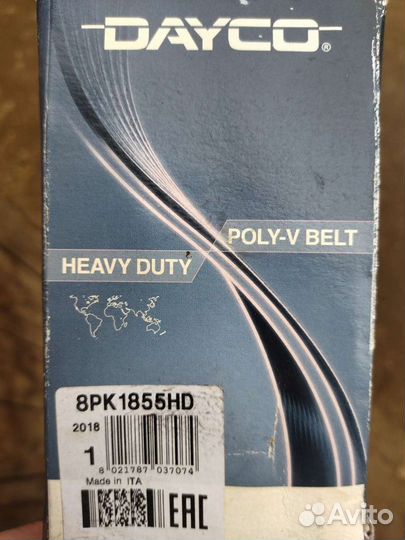 DAYCO®
POLY-V BELT
HEAVY DUTY
8PK1855HD
2018
1
8 021787 037074
Made in ITA
EAC
Avito